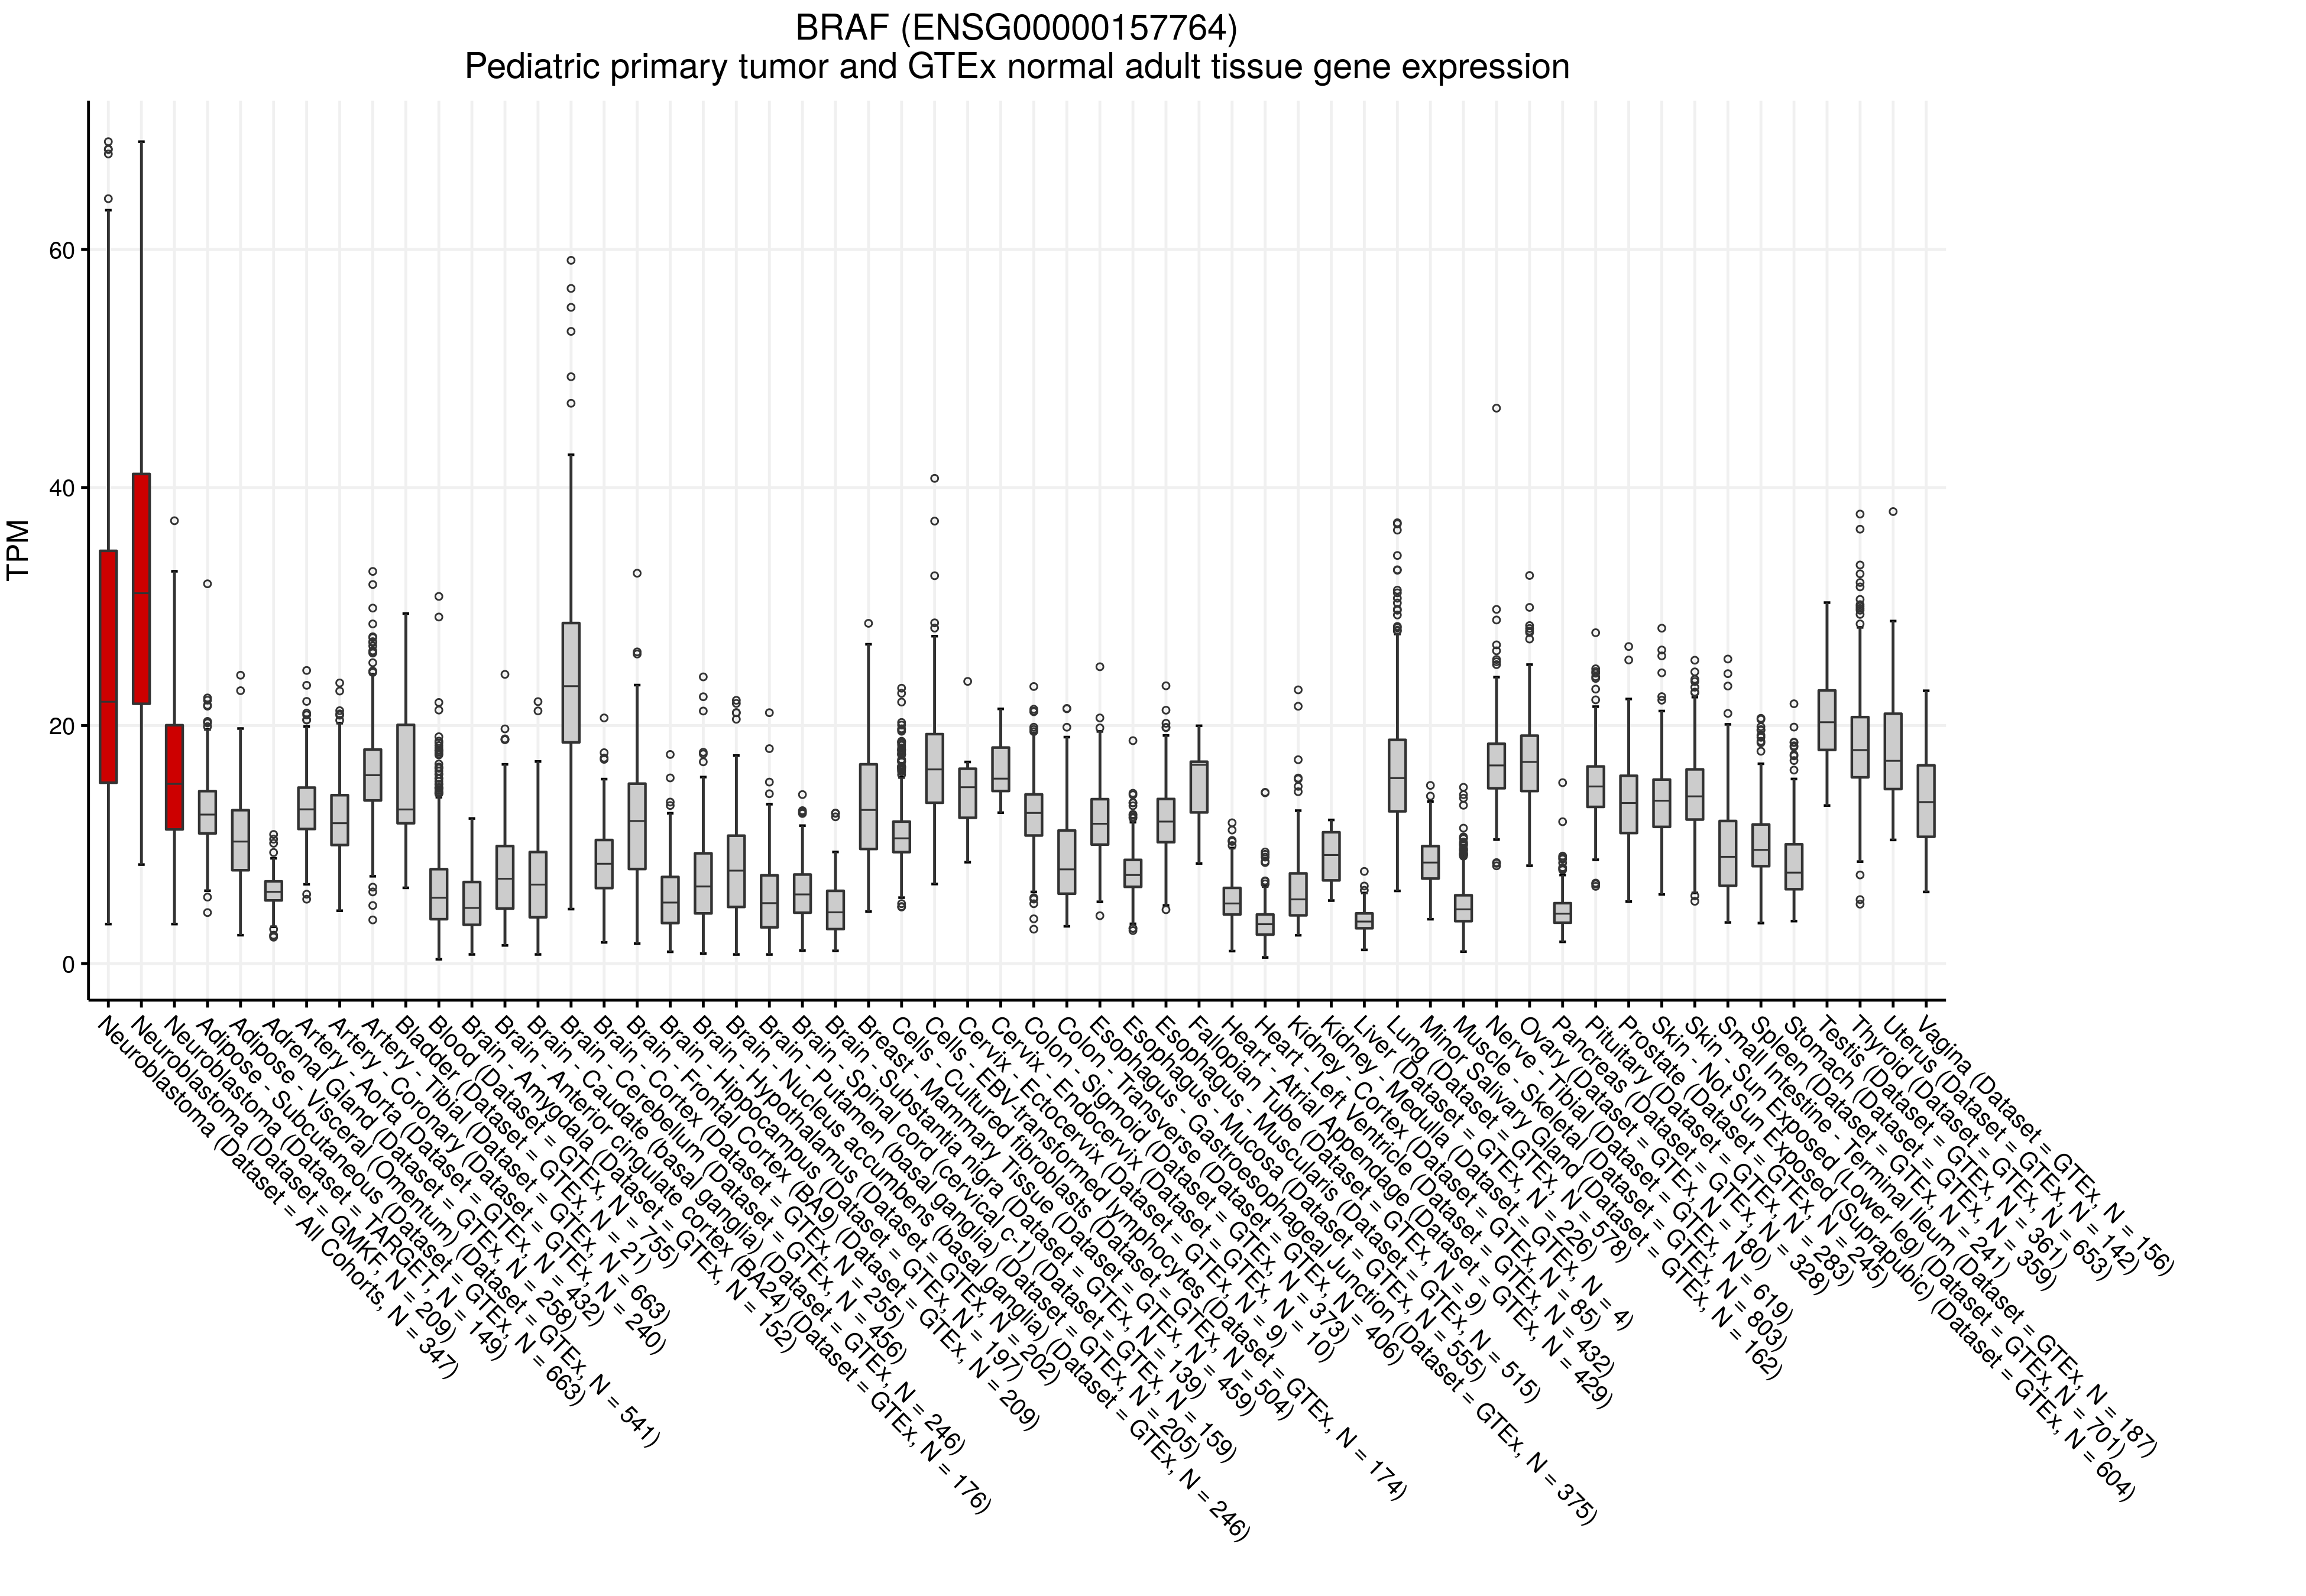 BRAF (ENSG00000157764)
Pediatric primary tumor and GTEx normal adult tissue gene expression
TPM
60
40
20
0
Neuroblastoma (Dataset = All Cohorts, N = 347)
Neuroblastoma (Dataset = GMKF, N = 209)
Neuroblastoma (Dataset = TARGET, N = 149)
Adipose - Subcutaneous (Dataset = GTEx, N = 663)
Adipose - Visceral (Omentum) (Dataset = GTEx, N = 541)
Adrenal Gland (Dataset = GTEx, N = 258)
Artery - Aorta (Dataset = GTEx, N = 432)
Artery - Coronary (Dataset = GTEx, N = 240)
Artery - Tibial (Dataset = GTEx, N = 663)
Bladder (Dataset = GTEx, N = 21)
Blood (Dataset = GTEx, N = 755)
Brain - Amygdala (Dataset = GTEx, N = 152)
Brain - Anterior cingulate cortex (BA24) (Dataset = GTEx, N = 176)
Brain - Caudate (basal ganglia) (Dataset = GTEx, N = 246)
Brain - Cerebellum (Dataset = GTEx, N = 456)
Brain - Cortex (Dataset = GTEx, N = 255)
Brain - Frontal Cortex (BA9) (Dataset = GTEx, N = 209)
Brain - Hippocampus (Dataset = GTEx, N = 197)
Brain - Hypothalamus (Dataset = GTEx, N = 202)
Brain - Nucleus accumbens (basal ganglia) (Dataset = GTEx, N = 246)
Brain - Putamen (basal ganglia) (Dataset = GTEx, N = 205)
Brain - Spinal cord (cervical c-1) (Dataset = GTEx, N = 159)
Brain - Substantia nigra (Dataset = GTEx, N = 139)
Breast - Mammary Tissue (Dataset = GTEx, N = 459)
Cells - Cultured fibroblasts (Dataset = GTEx, N = 504)
Cells - EBV-transformed lymphocytes (Dataset = GTEx, N = 174)
Cervix - Ectocervix (Dataset = GTEx, N = 9)
Cervix - Endocervix (Dataset = GTEx, N = 10)
Colon - Sigmoid (Dataset = GTEx, N = 373)
Colon - Transverse (Dataset = GTEx, N = 406)
Esophagus - Gastroesophageal Junction (Dataset = GTEx, N = 375)
Esophagus - Mucosa (Dataset = GTEx, N = 555)
Esophagus - Muscularis (Dataset = GTEx, N = 515)
Fallopian Tube (Dataset = GTEx, N = 9)
Heart - Atrial Appendage (Dataset = GTEx, N = 429)
Heart - Left Ventricle (Dataset = GTEx, N = 432)
Kidney - Cortex (Dataset = GTEx, N = 85)
Kidney - Medulla (Dataset = GTEx, N = 4)
Liver (Dataset = GTEx, N = 226)
Lung (Dataset = GTEx, N = 578)
Minor Salivary Gland (Dataset = GTEx, N = 162)
Muscle - Skeletal (Dataset = GTEx, N = 803)
Nerve - Tibial (Dataset = GTEx, N = 619)
Ovary (Dataset = GTEx, N = 180)
Pancreas (Dataset = GTEx, N = 328)
Pituitary (Dataset = GTEx, N = 283)
Prostate (Dataset = GTEx, N = 245)
Skin - Not Sun Exposed (Suprapubic) (Dataset = GTEx, N = 604)
Skin - Sun Exposed (Lower leg) (Dataset = GTEx, N = 701)
Small Intestine - Terminal Ileum (Dataset = GTEx, N = 187)
Spleen (Dataset = GTEx, N = 241)
Stomach (Dataset = GTEx, N = 359)
Testis (Dataset = GTEx, N = 361)
Thyroid (Dataset = GTEx, N = 653)
Uterus (Dataset = GTEx, N = 142)
Vagina (Dataset = GTEx, N = 156)